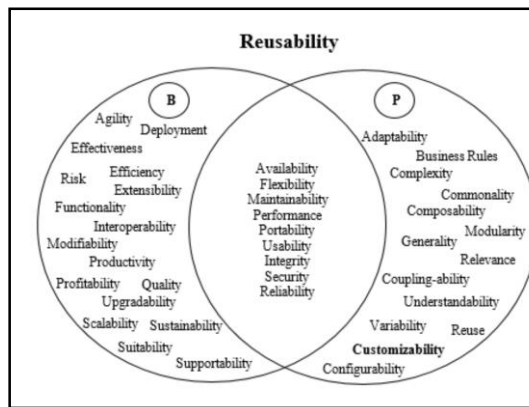 Reusability
B
P
Agility
Deployment
Effectiveness
Risk
Efficiency
Extensibility
Functionality
Interoperability
Modifiability
Productivity
Profitability
Quality
Upgradability
Scalability
Sustainability
Suitability
Supportability
Availability
Flexibility
Maintainability
Performance
Portability
Usability
Integrity
Security
Reliability
Adaptability
Business Rules
Complexity
Commonality
Composability
Modularity
Generality
Relevance
Coupling-ability
Understandability
Variability
Reuse
Customizability
Configurability